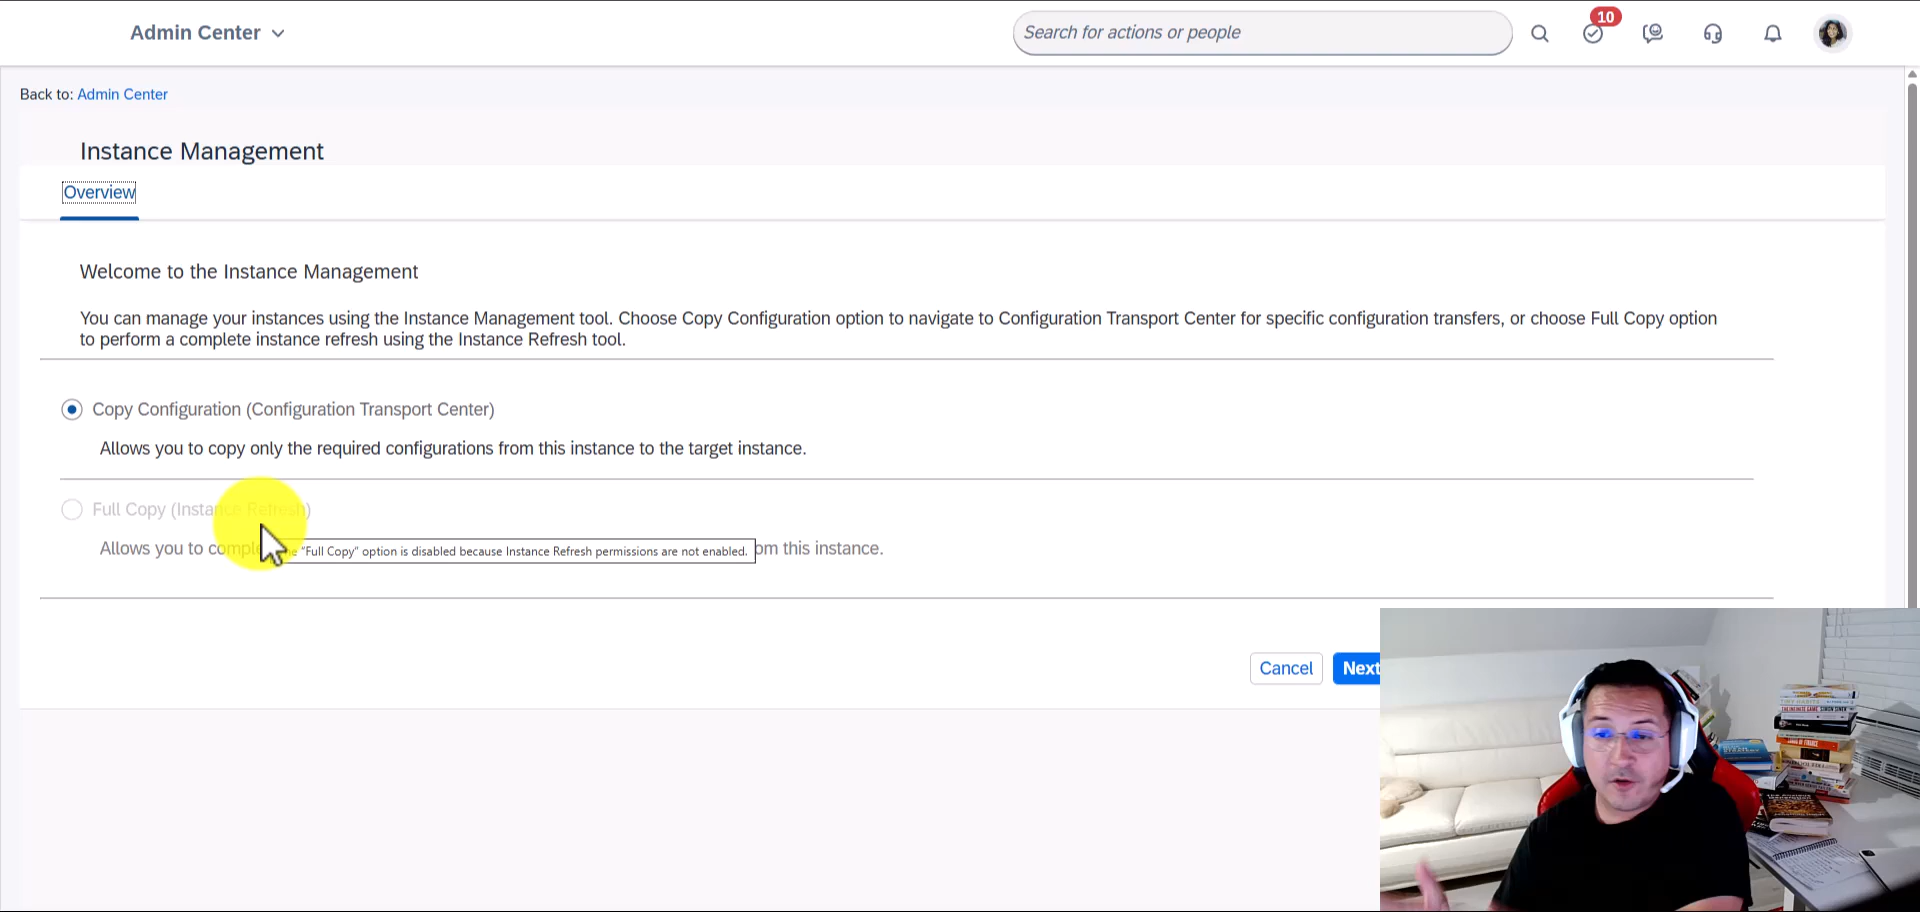 Admin Center
Search for actions or people
10
Back to: Admin Center
Instance Management
Overview
Welcome to the Instance Management
You can manage your instances using the Instance Management tool. Choose Copy Configuration option to navigate to Configuration Transport Center for specific configuration transfers, or choose Full Copy option
to perform a complete instance refresh using the Instance Refresh tool.
Copy Configuration (Configuration Transport Center)
Allows you to copy only the required configurations from this instance to the target instance.
Full Copy (Instance Refresh)
Allows you to
"Full Copy" option is disabled because Instance Refresh permissions are not enabled.
this instance.
Cancel
Next